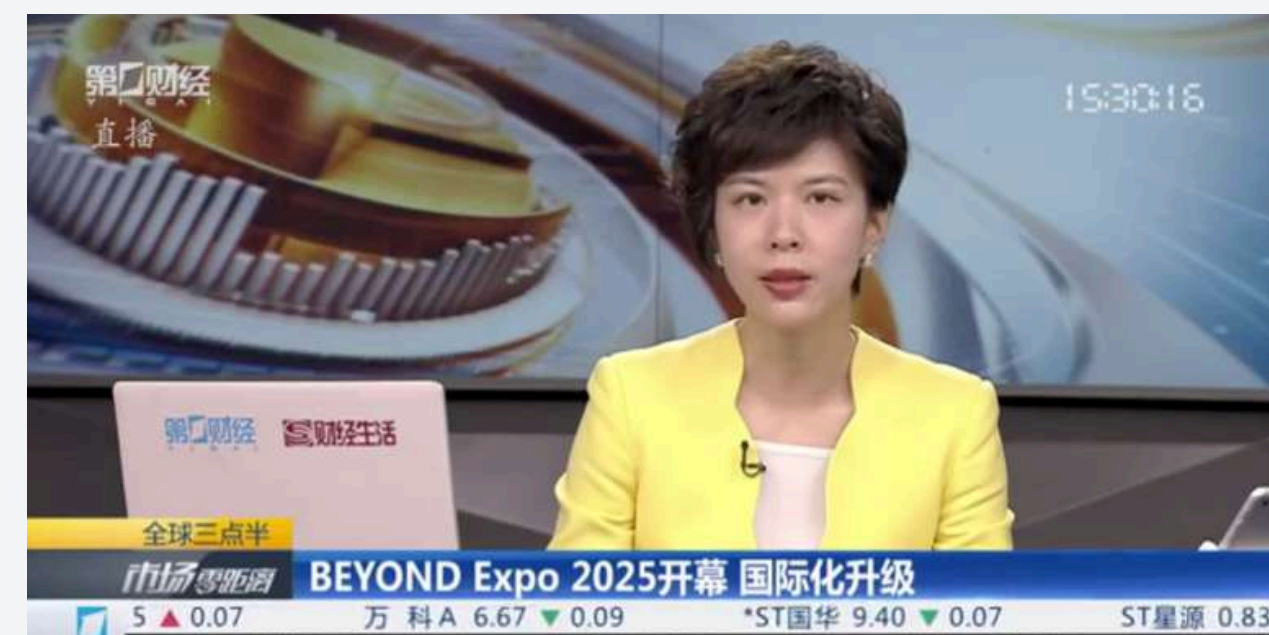 第一财经
YICAI
直播
15:30:16
第一财经
YICAI
财经生活
全球三点半
市场零距离
BEYOND Expo 2025开幕 国际化升级
5 ▲ 0.07 万 科A 6.67 ▼ 0.09 *ST国华 9.40 ▼ 0.07 ST星源 0.83